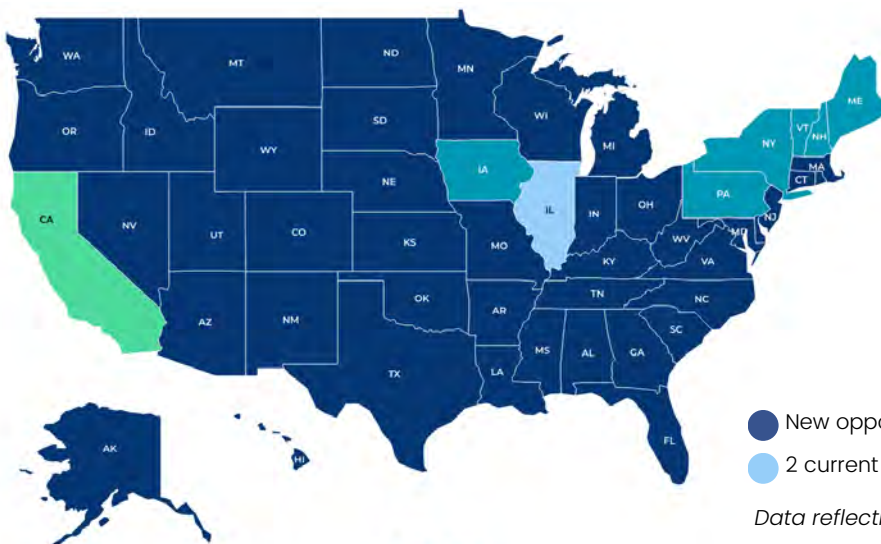 WA
MT
ND
MN
OR
ID
SD
WI
MI
WY
ME
VT
NH
NY
MA
CT
IA
NE
PA
CA
NV
UT
CO
IL
IN
OH
NJ
MD
KS
MO
WV
KY
VA
AZ
NM
OK
AR
TN
NC
SC
TX
LA
MS
AL
GA
FL
AK
HI
New oppo
2 current
Data reflecti